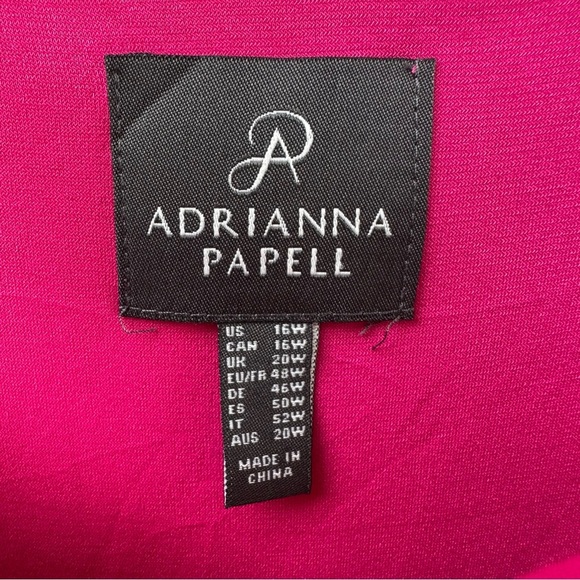 ADRIANNA
PAPELL
US 16W
CAN 16W
UK 20W
EU/FR 48W
DE 46W
ES 50W
IT 52W
AUS 20W
MADE IN
CHINA